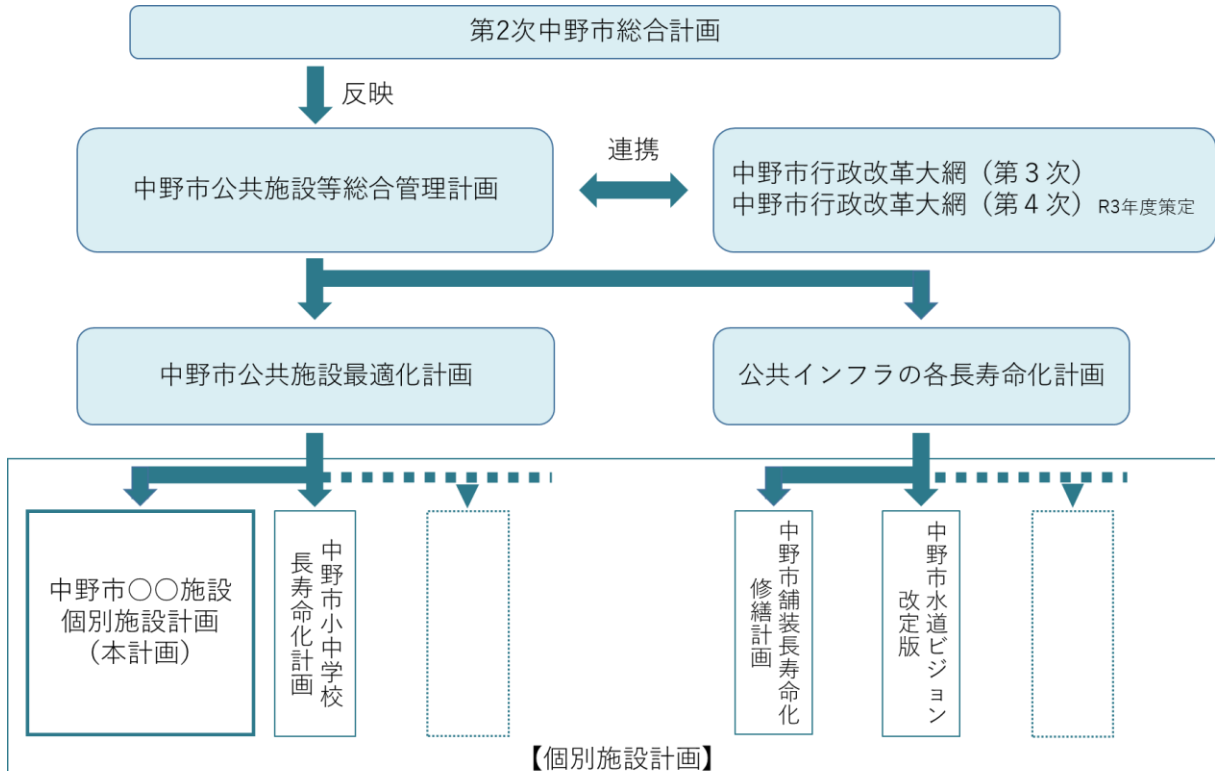 第2次中野市総合計画
反映
中野市公共施設等総合管理計画
連携
中野市行政改革大綱（第３次）
中野市行政改革大綱（第４次）R3年度策定
中野市公共施設最適化計画
公共インフラの各長寿命化計画
中野市○○施設
個別施設計画
（本計画）
中野市小中学校
長寿命化計画
中野市舗装長寿命化
修繕計画
中野市水道ビジョン
改定版
【個別施設計画】